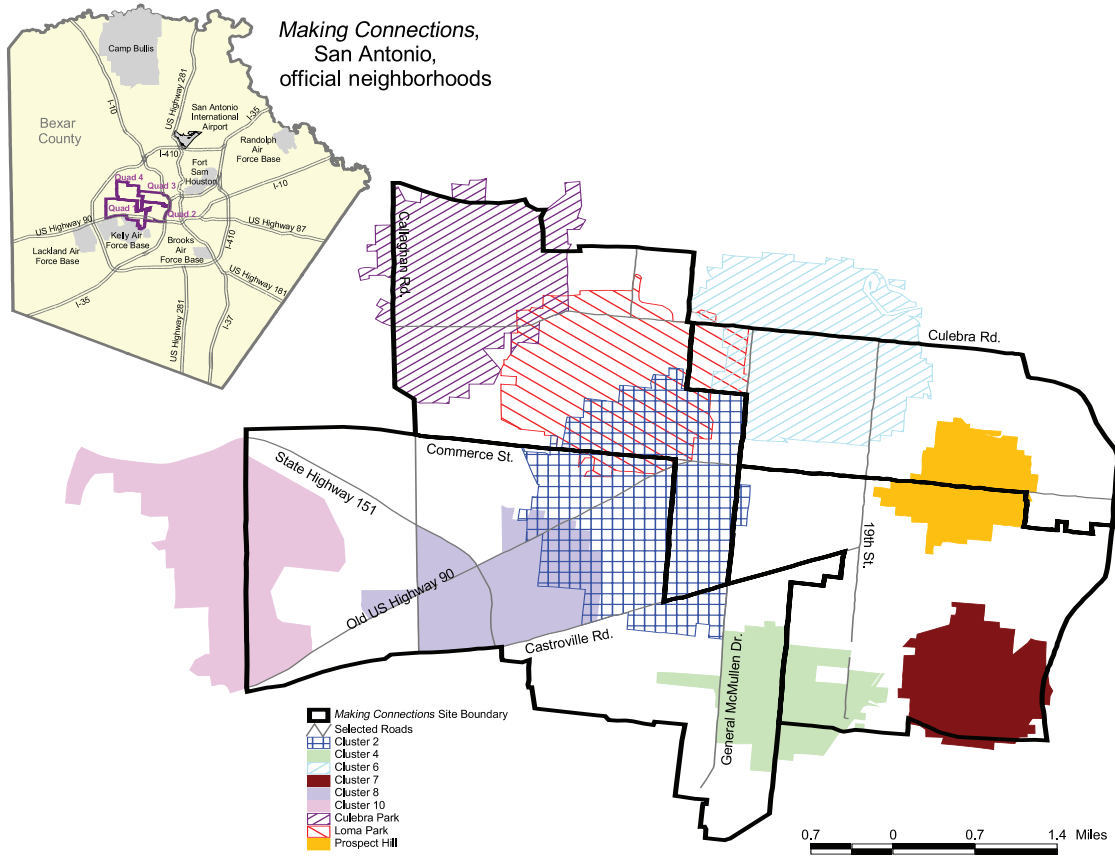 Making Connections,
San Antonio,
official neighborhoods
Camp Bullis
Bexar
County
I-10
US Highway 281
San Antonio
International
Airport
I-35
I-410
Randolph
Air
Force Base
Fort
Sam
Houston
I-10
Quad 4
Quad 3
Quad 1
Quad 2
US Highway 90
US Highway 87
Kelly Air
Force Base
Lackland Air
Force Base
Brooks
Air
Force Base
I-410
US Highway 181
I-35
US Highway 281
I-37
Callaghan Rd.
Culebra Rd.
Commerce St.
State Highway 151
19th St.
Old US Highway 90
Castroville Rd.
General McMullen Dr.
Making Connections Site Boundary
Selected Roads
Cluster 2
Cluster 4
Cluster 6
Cluster 7
Cluster 8
Cluster 10
Culebra Park
Loma Park
Prospect Hill
0.7 0 0.7 1.4 Miles